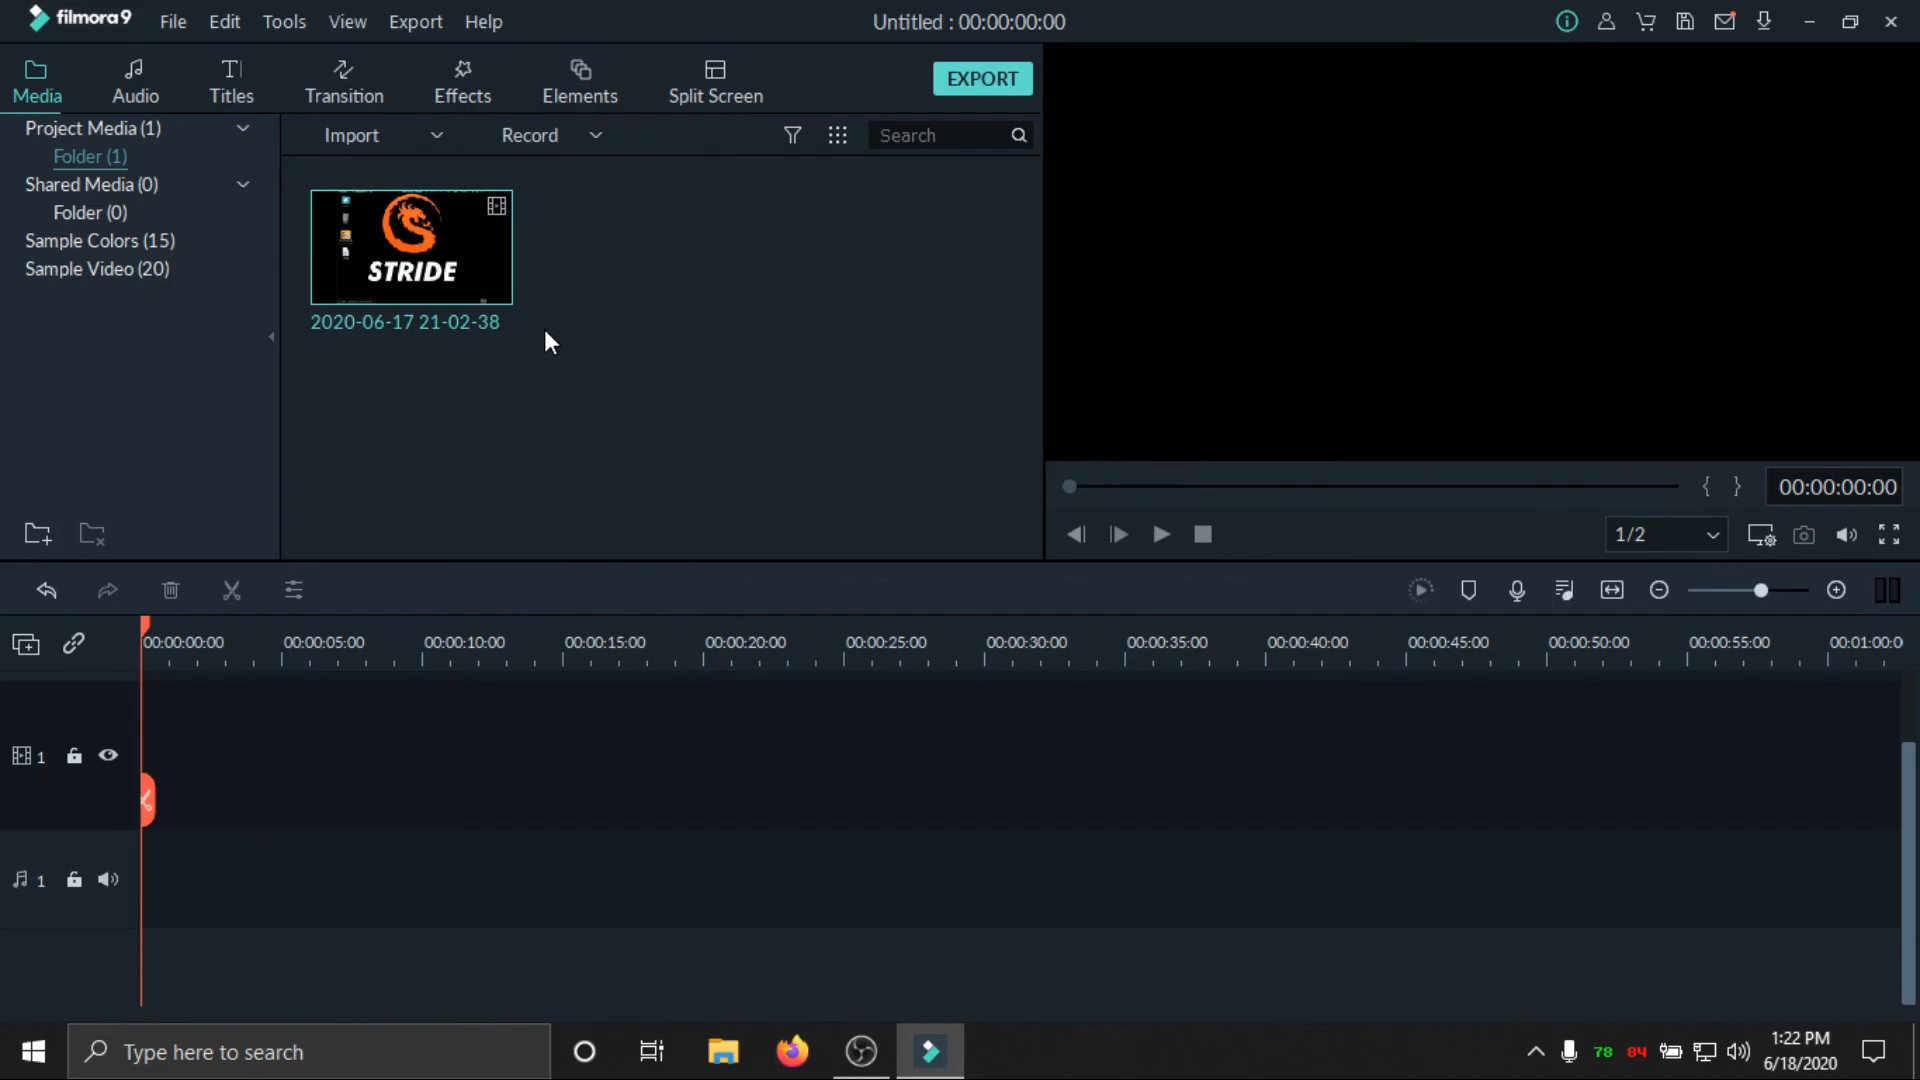 filmora9 File Edit Tools View Export Help Untitled : 00:00:00:00
Media Audio Titles Transition Effects Elements Split Screen EXPORT
Project Media (1)
Folder (1)
Shared Media (0)
Folder (0)
Sample Colors (15)
Sample Video (20)
Import Record Search
STRIDE
2020-06-17 21-02-38
{ } 00:00:00:00
1/2
00:00:00:00 00:00:05:00 00:00:10:00 00:00:15:00 00:00:20:00 00:00:25:00 00:00:30:00 00:00:35:00 00:00:40:00 00:00:45:00 00:00:50:00 00:00:55:00 00:01:00:0
1
1
Type here to search
78 84
1:22 PM
6/18/2020